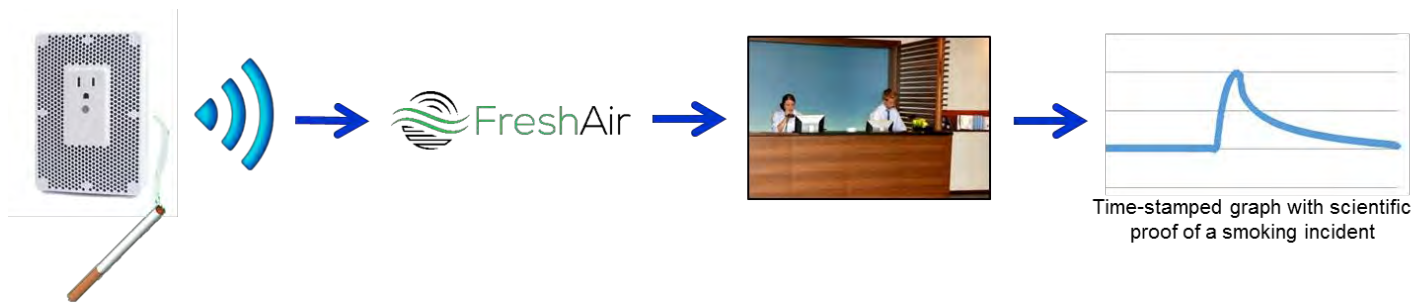 FreshAir
Time-stamped graph with scientific
proof of a smoking incident